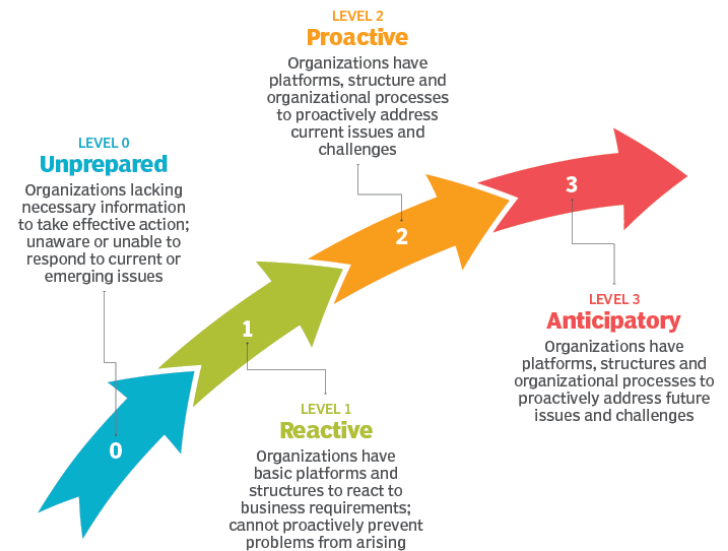 LEVEL 0
Unprepared
Organizations lacking
necessary information
to take effective action;
unaware or unable to
respond to current or
emerging issues
0
LEVEL 1
Reactive
Organizations have
basic platforms and
structures to react to
business requirements;
cannot proactively prevent
problems from arising
1
LEVEL 2
Proactive
Organizations have
platforms, structure and
organizational processes
to proactively address
current issues and
challenges
2
LEVEL 3
Anticipatory
Organizations have
platforms, structures and
organizational processes to
proactively address future
issues and challenges
3